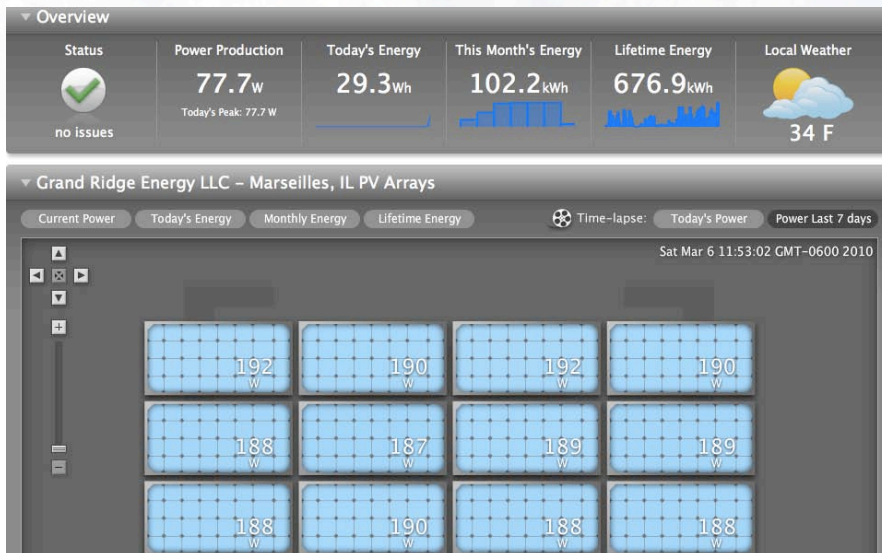 Overview
Status
no issues
Power Production
77.7w
Today's Peak: 77.7 W
Today's Energy
29.3wh
This Month's Energy
102.2kWh
Lifetime Energy
676.9kWh
Local Weather
34 F
Grand Ridge Energy LLC – Marseilles, IL PV Arrays
Current Power Today's Energy Monthly Energy Lifetime Energy Time-lapse: Today's Power Power Last 7 days
Sat Mar 6 11:53:02 GMT-0600 2010
192 W
190 W
192 W
190 W
188 W
187 W
189 W
189 W
188 W
190 W
188 W
188 W